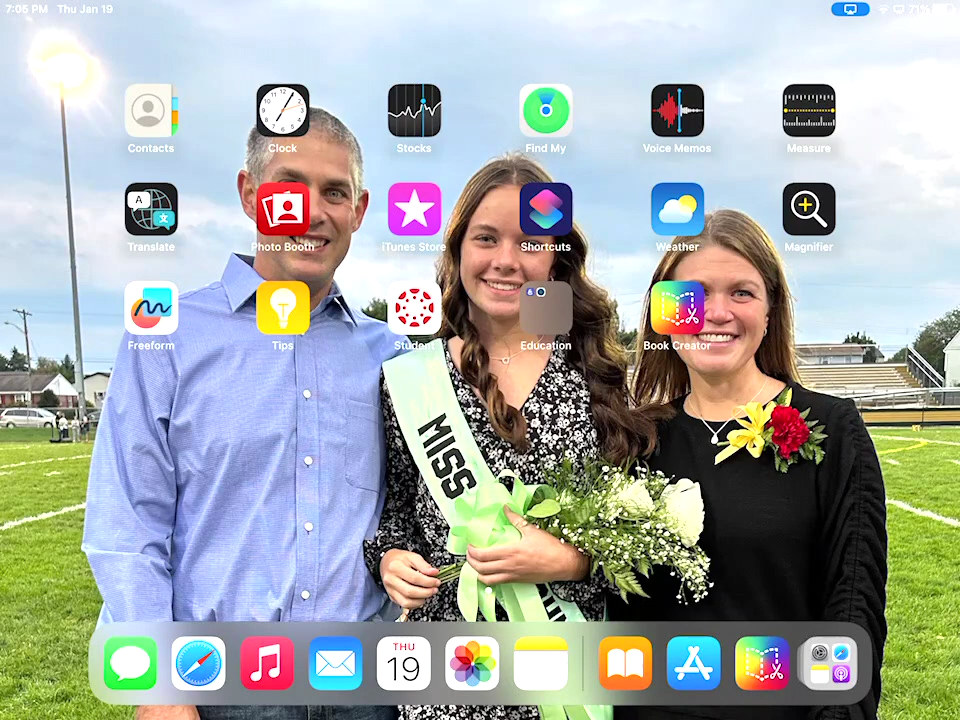 7:05 PM Thu Jan 19
71%
Contacts
Clock
Stocks
Find My
Voice Memos
Measure
Translate
Photo Booth
iTunes Store
Shortcuts
Weather
Magnifier
Freeform
Tips
Student
Education
Book Creator
MISS
THU
19